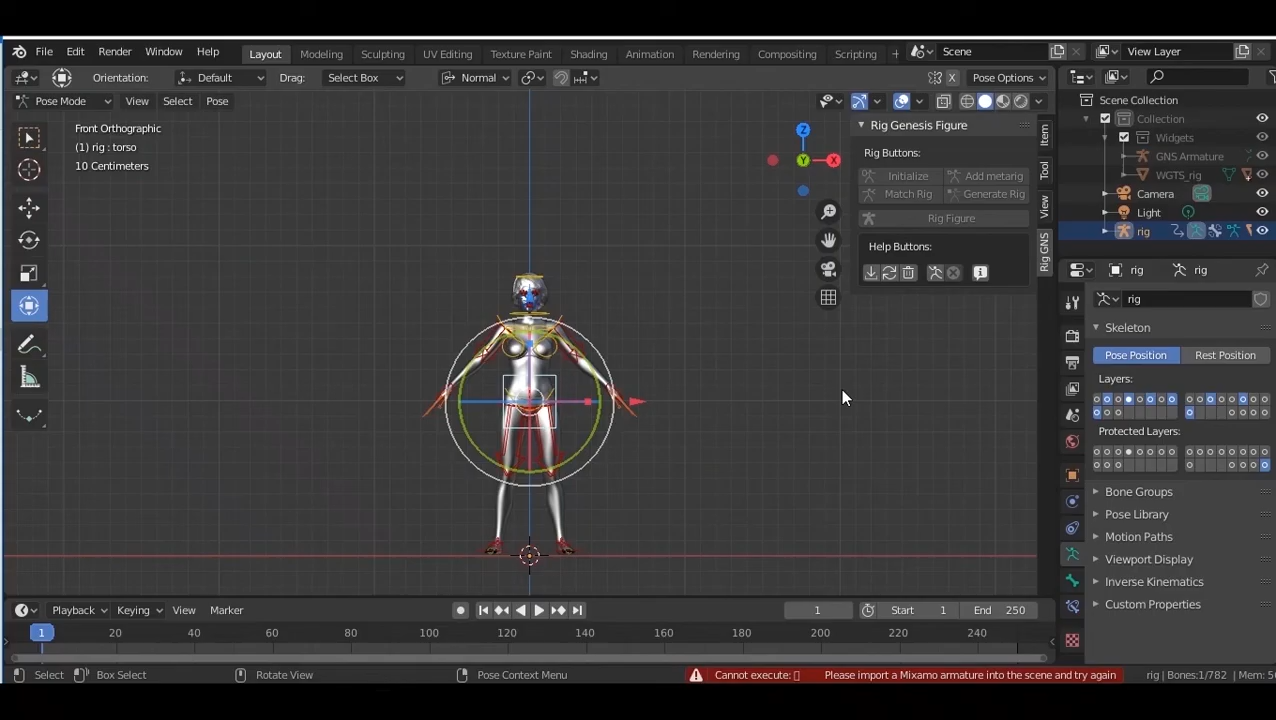 File Edit Render Window Help Layout Modeling Sculpting UV Editing Texture Paint Shading Animation Rendering Compositing Scripting + Scene View Layer
Orientation: Default Drag: Select Box Normal X Pose Options
Pose Mode View Select Pose
Front Orthographic
(1) rig : torso
10 Centimeters
Z
Y
X
Rig Genesis Figure
Rig Buttons:
Initialize Add metarig
Match Rig Generate Rig
Rig Figure
Help Buttons:
Item
Tool
View
Rig GNS
Scene Collection
Collection
Widgets
GNS Armature
WGTS_rig
Camera
Light
rig
rig rig
rig
Skeleton
Pose Position Rest Position
Layers:
Protected Layers:
Bone Groups
Pose Library
Motion Paths
Viewport Display
Inverse Kinematics
Custom Properties
Playback Keying View Marker 1 Start 1 End 250
1 20 40 60 80 100 120 140 160 180 200 220 240
Select Box Select Rotate View Pose Context Menu Cannot execute: Please import a Mixamo armature into the scene and try again rig | Bones:1/782 | Mem: